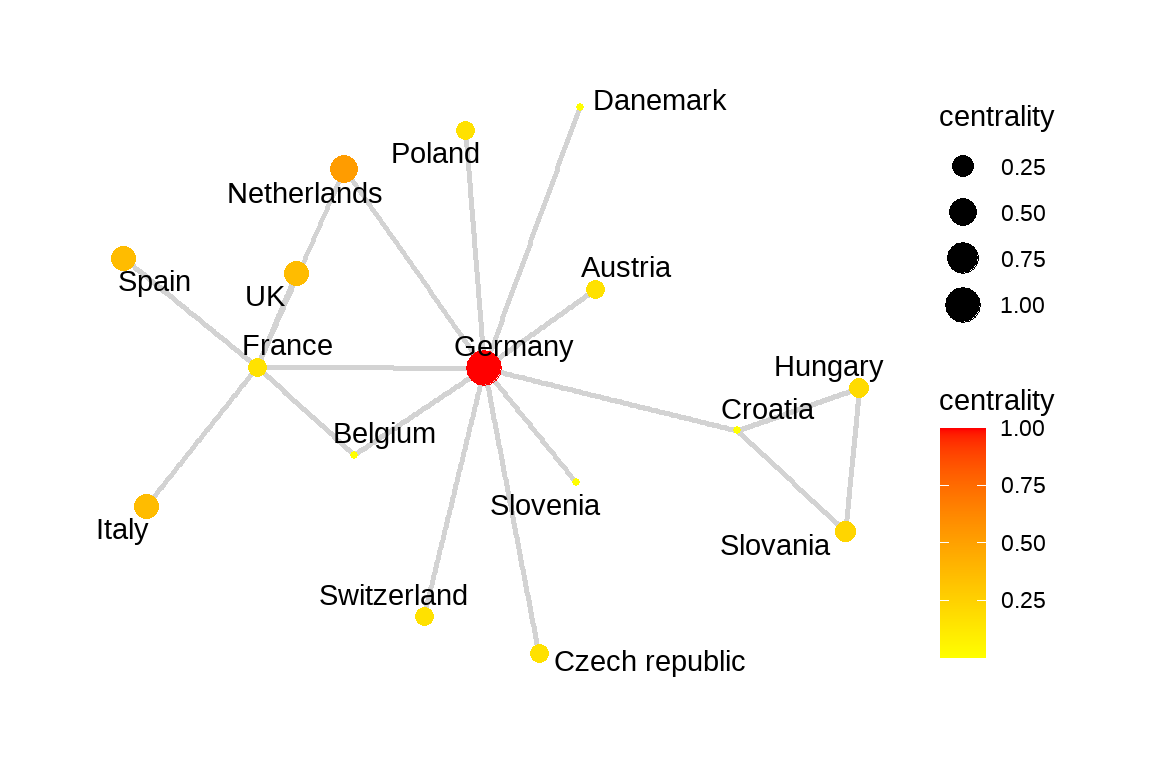 Danemark
Poland
Netherlands
Spain
UK
Austria
France
Germany
Hungary
Croatia
Belgium
Slovenia
Slovania
Italy
Switzerland
Czech republic
centrality
0.25
0.50
0.75
1.00
centrality
1.00
0.75
0.50
0.25